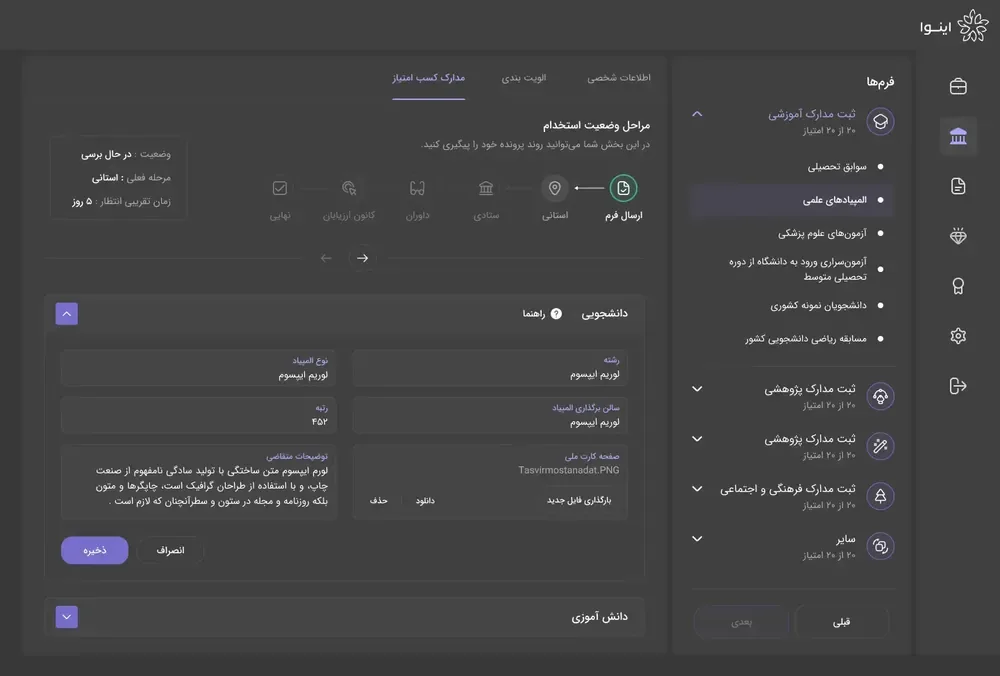 اینوا
فرم‌ها
ثبت مدارک آموزشی
۲۰ از ۲۰ امتیاز
سوابق تحصیلی
المپیادهای علمی
آزمون‌های علوم پزشکی
آزمون‌سراری ورود به دانشگاه از دوره
تحصیلی متوسط
دانشجویان نمونه کشوری
مسابقه ریاضی دانشجویی کشور
ثبت مدارک پژوهشی
۲۰ از ۲۰ امتیاز
ثبت مدارک پژوهشی
۲۰ از ۲۰ امتیاز
ثبت مدارک فرهنگی و اجتماعی
۲۰ از ۲۰ امتیاز
سایر
۲۰ از ۲۰ امتیاز
قبلی
بعدی
اطلاعات شخصی
الویت بندی
مدارک کسب امتیاز
مراحل وضعیت استخدام
در این بخش شما می‌توانید روند پرونده خود را پیگیری کنید.
وضعیت : در حال برسی
مرحله فعلی : استانی
زمان تقریبی انتظار : ۵ روز
ارسال فرم
استانی
ستادی
داوران
کانون ارزیابان
نهایی
دانشجویی
راهنما
رشته
لوریم ایپسوم
نوع المپیاد
لوریم ایپسوم
سالن برگذاری المپیاد
لوریم ایپسوم
رتبه
۴۵۲
صفحه کارت ملی
Tasvirmostanadat.PNG
بارگذاری فایل جدید
دانلود
حذف
توضیحات متقاضی
لورم ایپسوم متن ساختگی با تولید سادگی نامفهوم از صنعت
چاپ، و با استفاده از طراحان گرافیک است، چاپگرها و متون
بلکه روزنامه و مجله در ستون و سطرآنچنان که لازم است .
انصراف
ذخیره
دانش آموزی